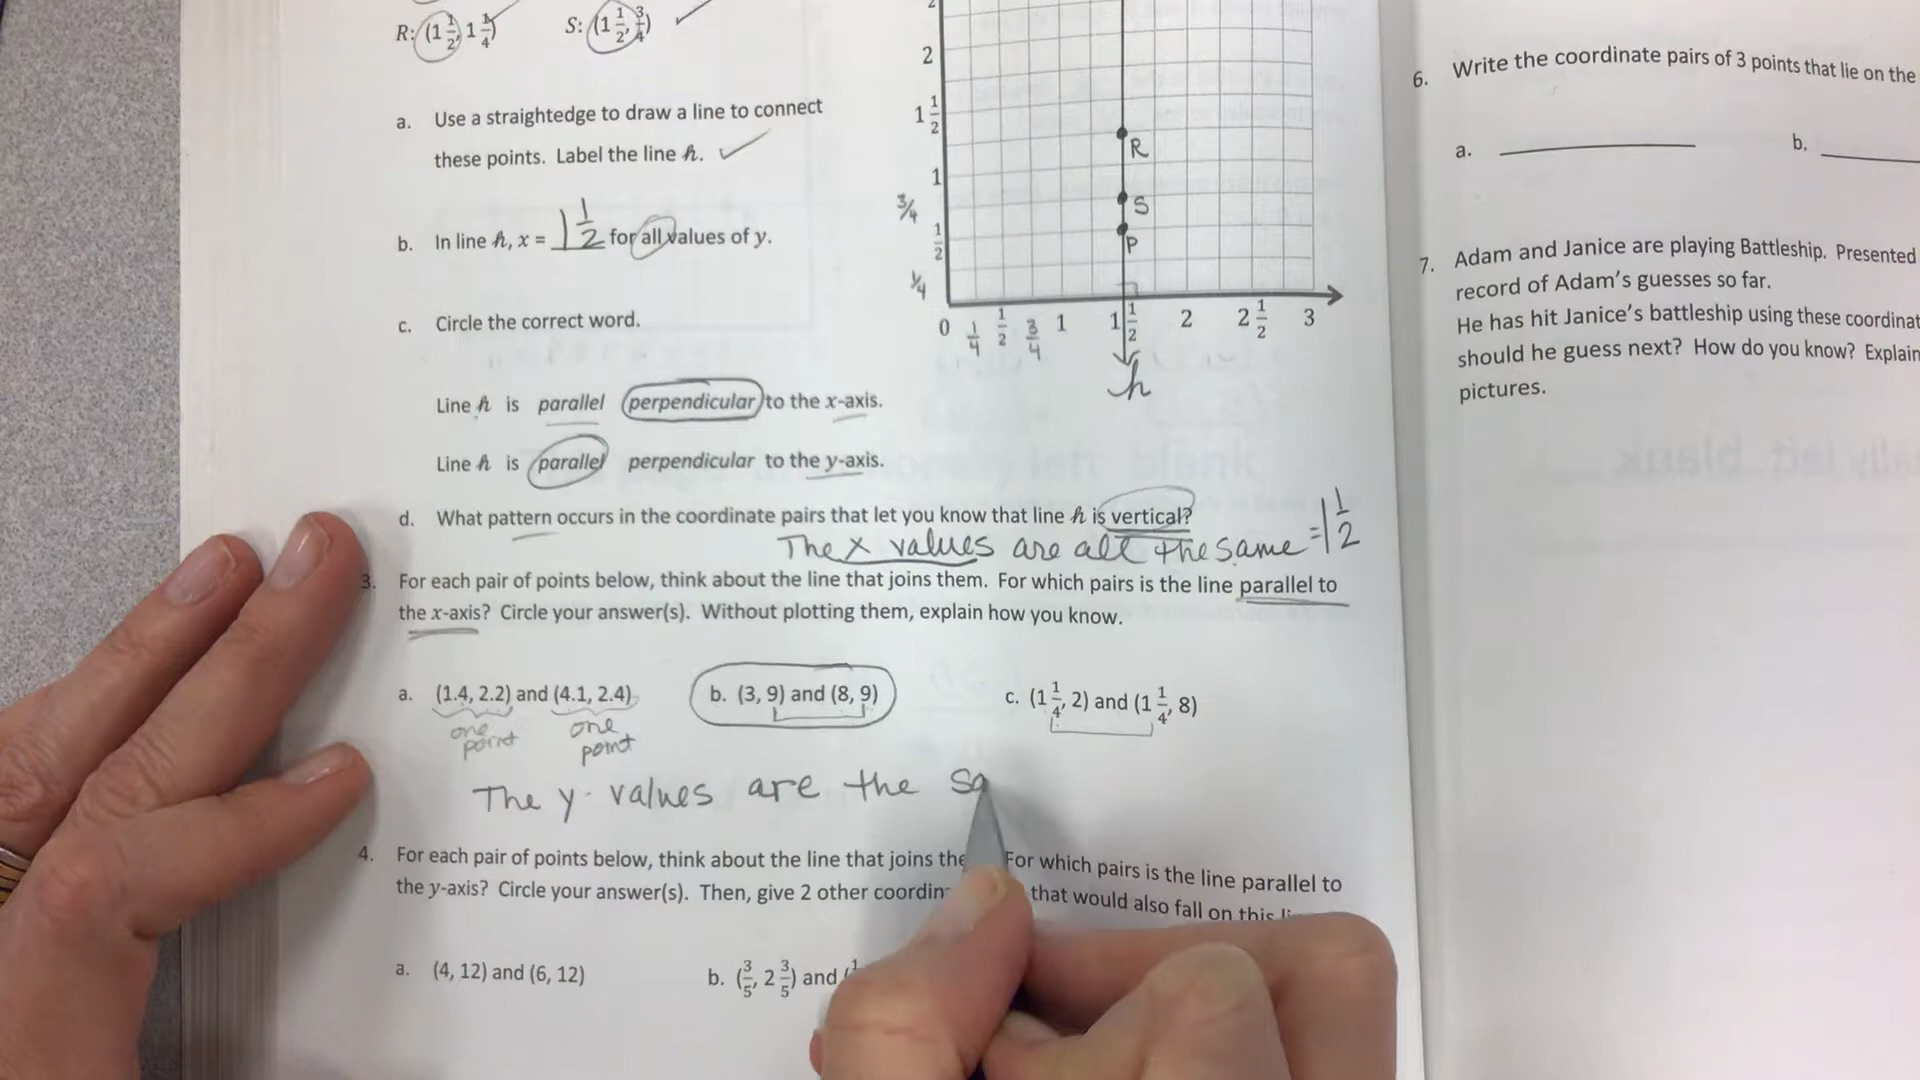 R: (1 1/2, 1 1/4) S: (1 1/2, 3/4)
a. Use a straightedge to draw a line to connect
these points. Label the line h.
b. In line h, x = 1 1/2 for all values of y.
c. Circle the correct word.
Line h is parallel perpendicular to the x-axis.
Line h is parallel perpendicular to the y-axis.
d. What pattern occurs in the coordinate pairs that let you know that line h is vertical?
The x values are all the same = 1 1/2
2
1 1/2
1
3/4
1/2
1/4
R
S
P
0 1/4 1/2 3/4 1 1 1/2 2 2 1/2 3
h
3. For each pair of points below, think about the line that joins them. For which pairs is the line parallel to
the x-axis? Circle your answer(s). Without plotting them, explain how you know.
a. (1.4, 2.2) and (4.1, 2.4) b. (3, 9) and (8, 9) c. (1 1/4, 2) and (1 1/4, 8)
one point one point
The y values are the sa
4. For each pair of points below, think about the line that joins the For which pairs is the line parallel to
the y-axis? Circle your answer(s). Then, give 2 other that would also fall on this
a. (4, 12) and (6, 12) b. (3/5, 2 3/5) and (
6. Write the coordinate pairs of 3 points that lie on the
a. b.
7. Adam and Janice are playing Battleship. Presented
record of Adam's guesses so far.
He has hit Janice's battleship using these
should he guess next? How do you know? Explain
pictures.